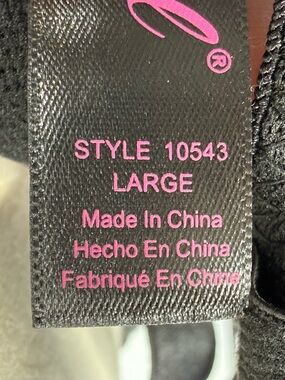 ®
STYLE 10543
LARGE
Made In China
Hecho En China
Fabriqué En Chine